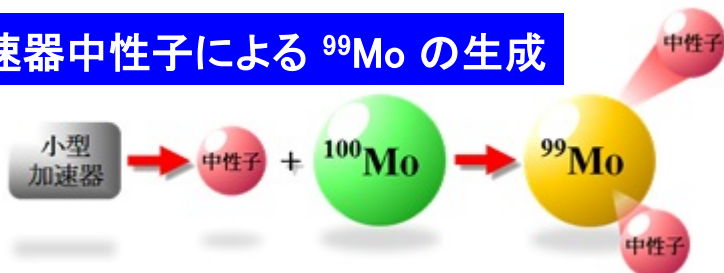 速器中性子による ⁹⁹Mo の生成
中性子
小型
加速器
中性子
+
¹⁰⁰Mo
⁹⁹Mo
中性子